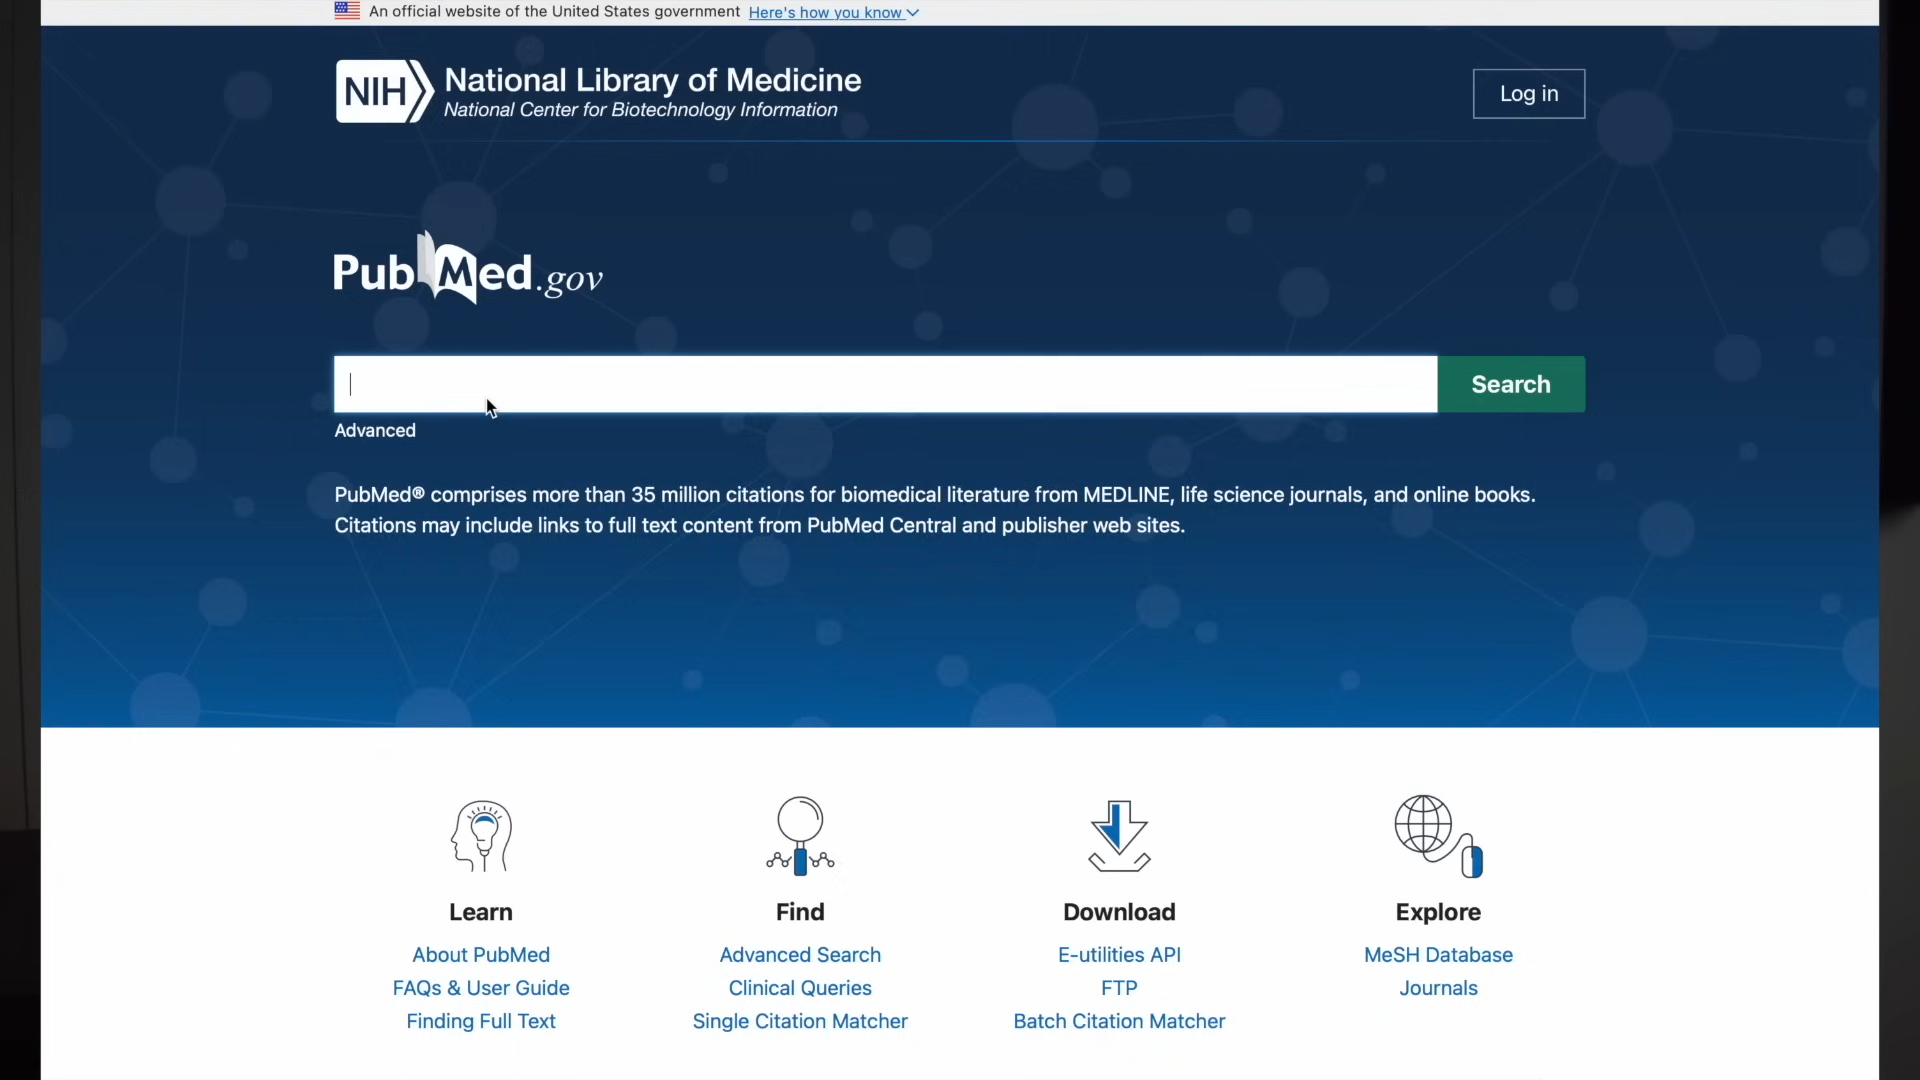 An official website of the United States government Here's how you know
NIH National Library of Medicine
National Center for Biotechnology Information
Log in
PubMed.gov
Search
Advanced
PubMed® comprises more than 35 million citations for biomedical literature from MEDLINE, life science journals, and online books.
Citations may include links to full text content from PubMed Central and publisher web sites.
Learn
About PubMed
FAQs & User Guide
Finding Full Text
Find
Advanced Search
Clinical Queries
Single Citation Matcher
Download
E-utilities API
FTP
Batch Citation Matcher
Explore
MeSH Database
Journals